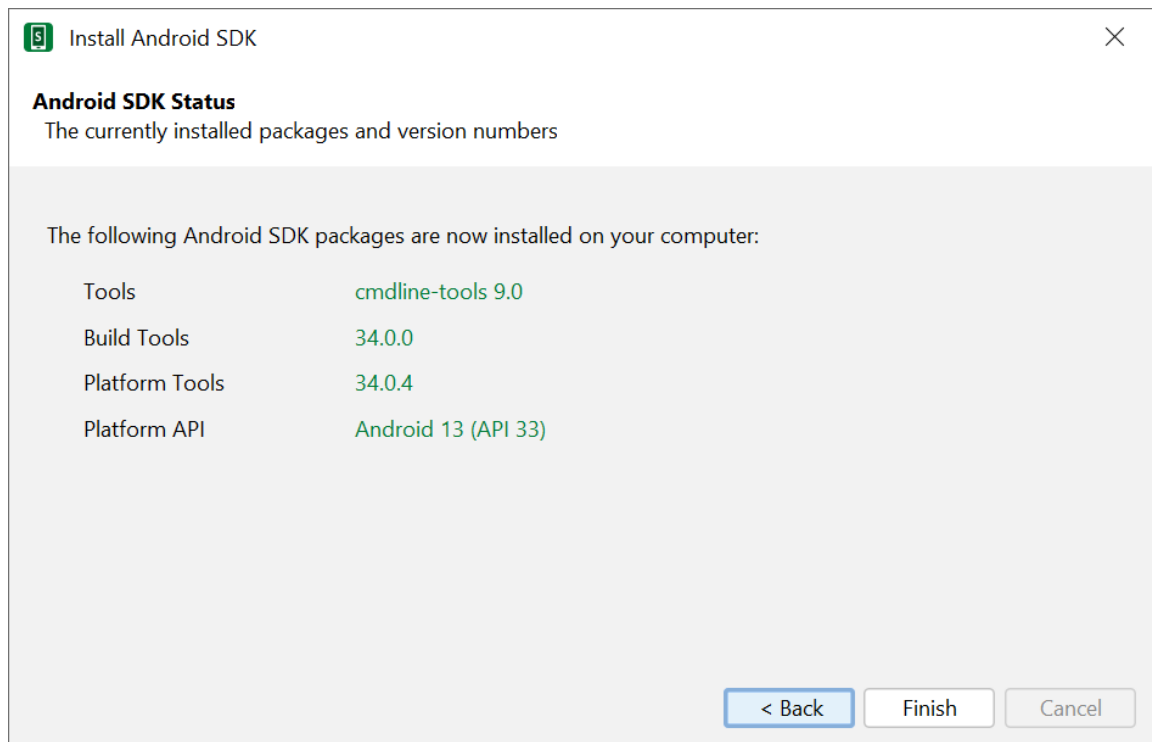 S
Install Android SDK
Android SDK Status
The currently installed packages and version numbers
The following Android SDK packages are now installed on your computer:
Tools cmdline-tools 9.0
Build Tools 34.0.0
Platform Tools 34.0.4
Platform API Android 13 (API 33)
< Back Finish Cancel